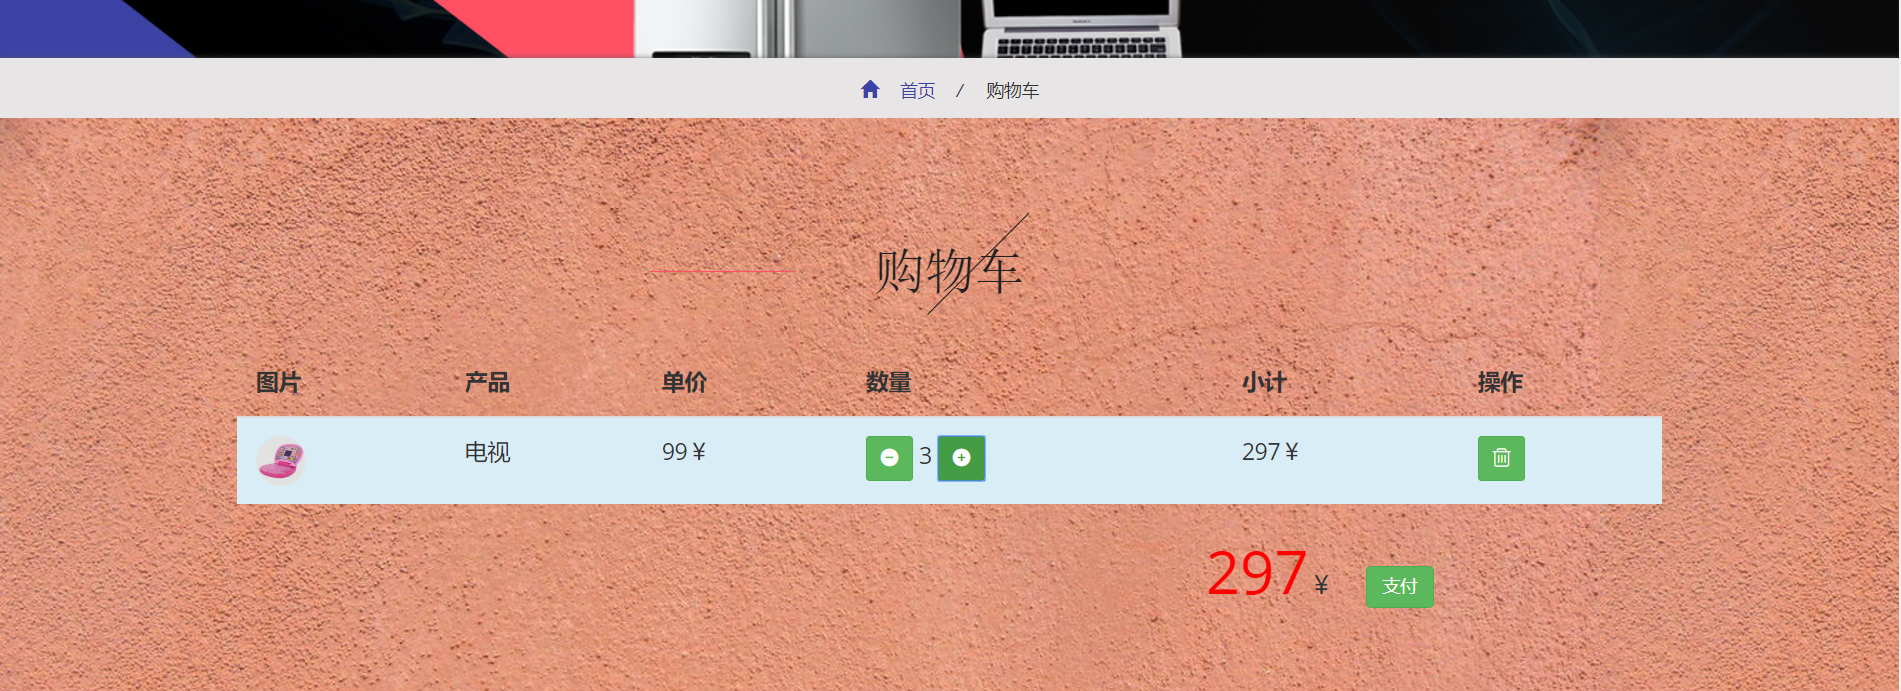 首页 / 购物车
购物车
图片 产品 单价 数量 小计 操作
电视 99 ¥ 3 297 ¥
297 ¥ 支付